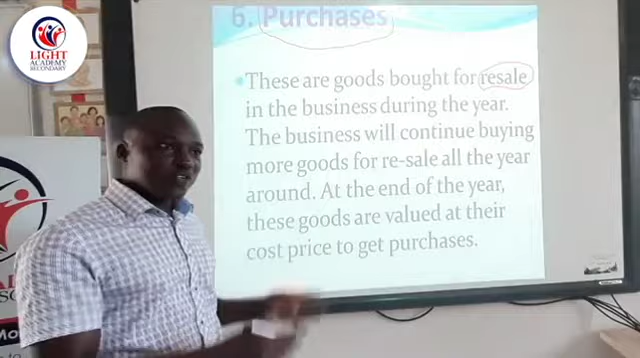 LIGHT
ACADEMY
SECONDARY
6. Purchases
These are goods bought for resale
in the business during the year.
The business will continue buying
more goods for re-sale all the year
around. At the end of the year,
these goods are valued at their
cost price to get purchases.